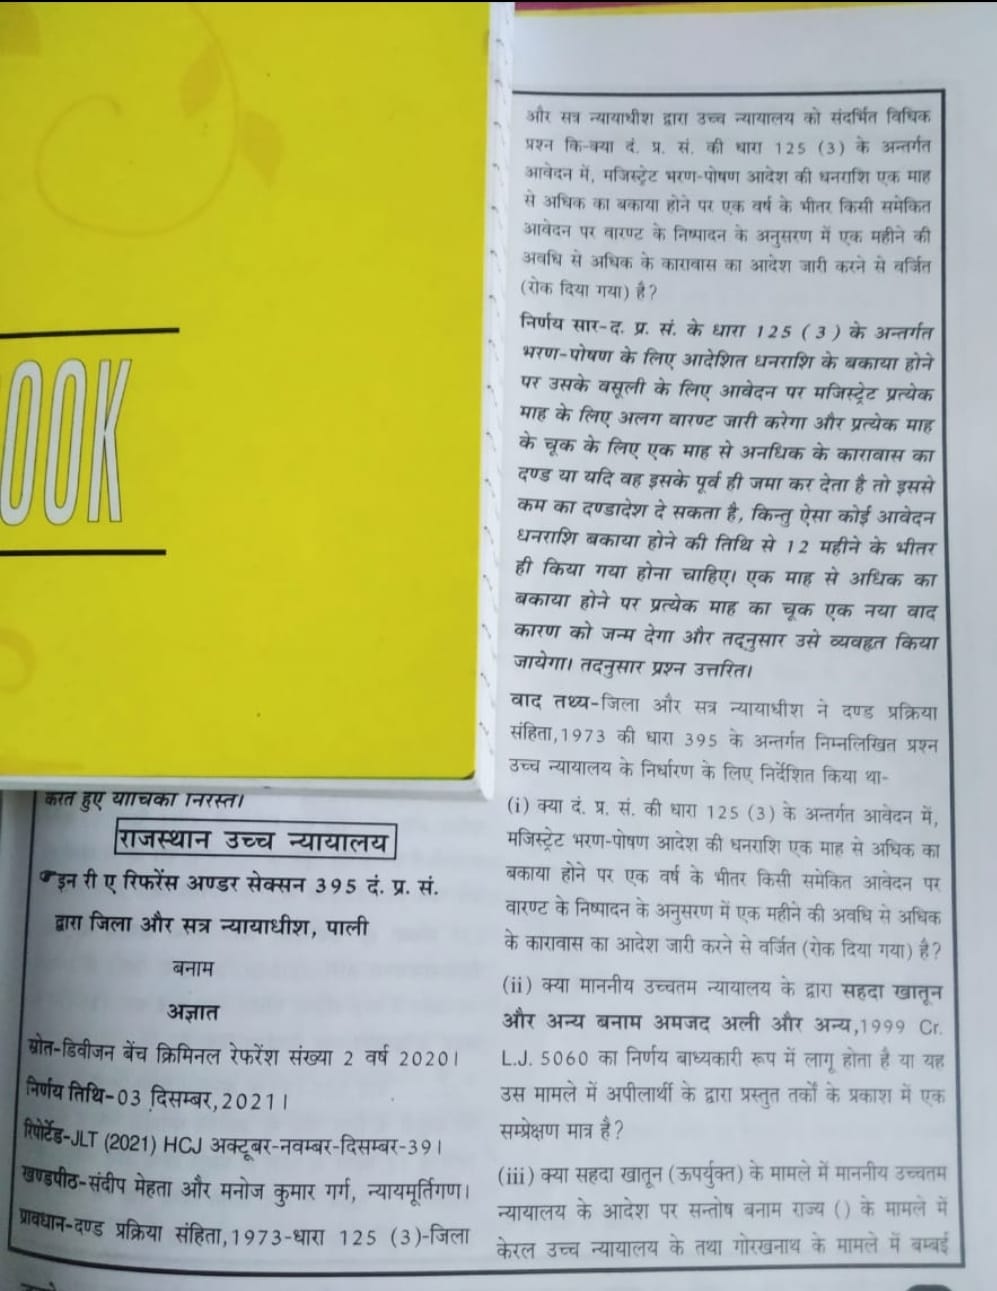 OOK
करते हुए याचिका निरस्त।
राजस्थान उच्च न्यायालय
इन री ए रिफरेंस अण्डर सेक्सन 395 दं. प्र. सं.
द्वारा जिला और सत्र न्यायाधीश, पाली
बनाम
अज्ञात
स्रोत-डिवीजन बेंच क्रिमिनल रेफरेंश संख्या 2 वर्ष 2020।
निर्णय तिथि-03 दिसम्बर,2021।
रिपोर्टेड-JLT (2021) HCJ अक्टूबर-नवम्बर-दिसम्बर-39।
खण्डपीठ-संदीप मेहता और मनोज कुमार गर्ग, न्यायमूर्तिगण।
प्रावधान-दण्ड प्रक्रिया संहिता,1973-धारा 125 (3)-जिला
और सत्र न्यायाधीश द्वारा उच्च न्यायालय को संदर्भित विधिक
प्रश्न कि-क्या दं. प्र. सं. की धारा 125 (3) के अन्तर्गत
आवेदन में, मजिस्ट्रेट भरण-पोषण आदेश की धनराशि एक माह
से अधिक का बकाया होने पर एक वर्ष के भीतर किसी समेकित
आवेदन पर वारण्ट के निष्पादन के अनुसरण में एक महीने की
अवधि से अधिक के कारावास का आदेश जारी करने से वर्जित
(रोक दिया गया) है?
निर्णय सार-द. प्र. सं. के धारा 125 (3) के अन्तर्गत
भरण-पोषण के लिए आदेशित धनराशि के बकाया होने
पर उसके वसूली के लिए आवेदन पर मजिस्ट्रेट प्रत्येक
माह के लिए अलग वारण्ट जारी करेगा और प्रत्येक माह
के चूक के लिए एक माह से अनधिक के कारावास का
दण्ड या यदि वह इसके पूर्व ही जमा कर देता है तो इससे
कम का दण्डादेश दे सकता है, किन्तु ऐसा कोई आवेदन
धनराशि बकाया होने की तिथि से 12 महीने के भीतर
ही किया गया होना चाहिए। एक माह से अधिक का
बकाया होने पर प्रत्येक माह का चूक एक नया वाद
कारण को जन्म देगा और तद्नुसार उसे व्यवहृत किया
जायेगा। तदनुसार प्रश्न उत्तरित।
वाद तथ्य-जिला और सत्र न्यायाधीश ने दण्ड प्रक्रिया
संहिता,1973 की धारा 395 के अन्तर्गत निम्नलिखित प्रश्न
उच्च न्यायालय के निर्धारण के लिए निर्देशित किया था-
(i) क्या दं. प्र. सं. की धारा 125 (3) के अन्तर्गत आवेदन में,
मजिस्ट्रेट भरण-पोषण आदेश की धनराशि एक माह से अधिक का
बकाया होने पर एक वर्ष के भीतर किसी समेकित आवेदन पर
वारण्ट के निष्पादन के अनुसरण में एक महीने की अवधि से अधिक
के कारावास का आदेश जारी करने से वर्जित (रोक दिया गया) है?
(ii) क्या माननीय उच्चतम न्यायालय के द्वारा सहदा खातून
और अन्य बनाम अमजद अली और अन्य,1999 Cr.
L.J. 5060 का निर्णय बाध्यकारी रूप में लागू होता है या यह
उस मामले में अपीलार्थी के द्वारा प्रस्तुत तर्कों के प्रकाश में एक
सम्प्रेक्षण मात्र है?
(iii) क्या सहदा खातून (ऊपर्युक्त) के मामले में माननीय उच्चतम
न्यायालय के आदेश पर सन्तोष बनाम राज्य () के मामले में
केरल उच्च न्यायालय के तथा गोरखनाथ के मामले में बम्बई